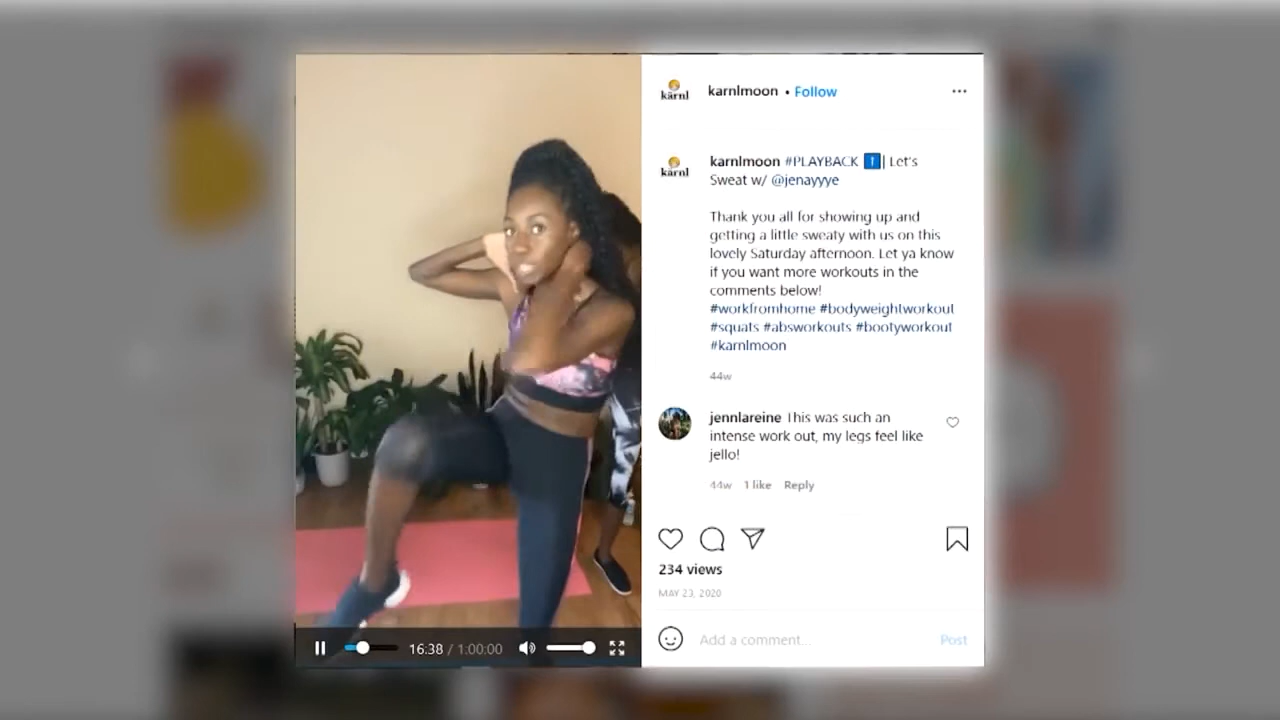 kärnl
karnlmoon • Follow
kärnl
karnlmoon #PLAYBACK 1️⃣| Let's
Sweat w/ @jenayyye
Thank you all for showing up and
getting a little sweaty with us on this
lovely Saturday afternoon. Let ya know
if you want more workouts in the
comments below!
#workfromhome #bodyweightworkout
#squats #absworkouts #bootyworkout
#karnlmoon
44w
jennlareine This was such an
intense work out, my legs feel like
jello!
44w 1 like Reply
234 views
MAY 23, 2020
Add a comment...
Post
16:38 / 1:00:00